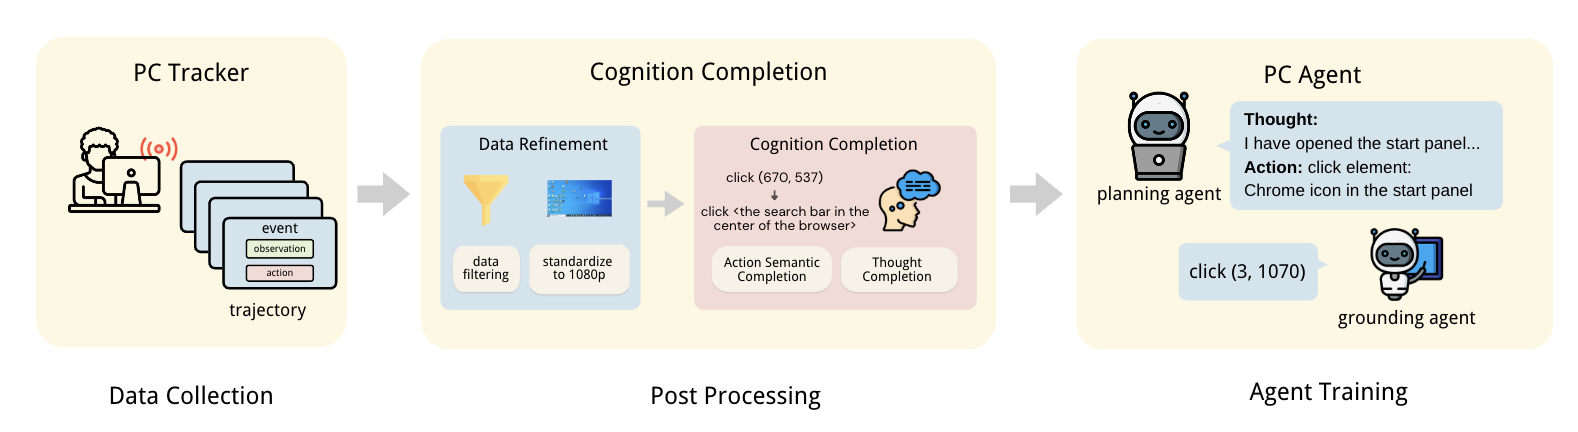 PC Tracker
event
observation
action
trajectory
Data Collection
Cognition Completion
Data Refinement
data
filtering
standardize
to 1080p
Cognition Completion
click (670, 537)
click <the search bar in the
center of the browser>
Action Semantic
Completion
Thought
Completion
Post Processing
PC Agent
planning agent
Thought:
I have opened the start panel...
Action: click element:
Chrome icon in the start panel
click (3, 1070)
grounding agent
Agent Training